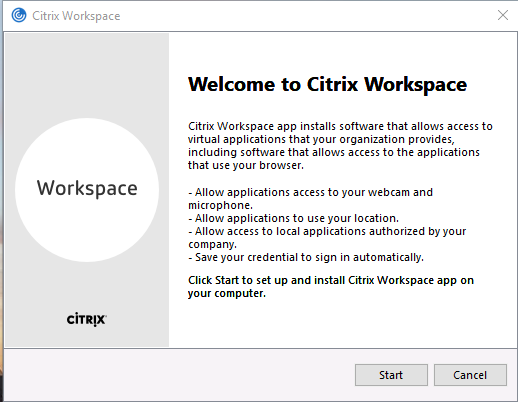 Citrix Workspace
Welcome to Citrix Workspace
Citrix Workspace app installs software that allows access to
virtual applications that your organization provides,
including software that allows access to the applications
that use your browser.
- Allow applications access to your webcam and
microphone.
- Allow applications to use your location.
- Allow access to local applications authorized by your
company.
- Save your credential to sign in automatically.
Click Start to set up and install Citrix Workspace app on
your computer.
Workspace
CİTRİX
Start
Cancel